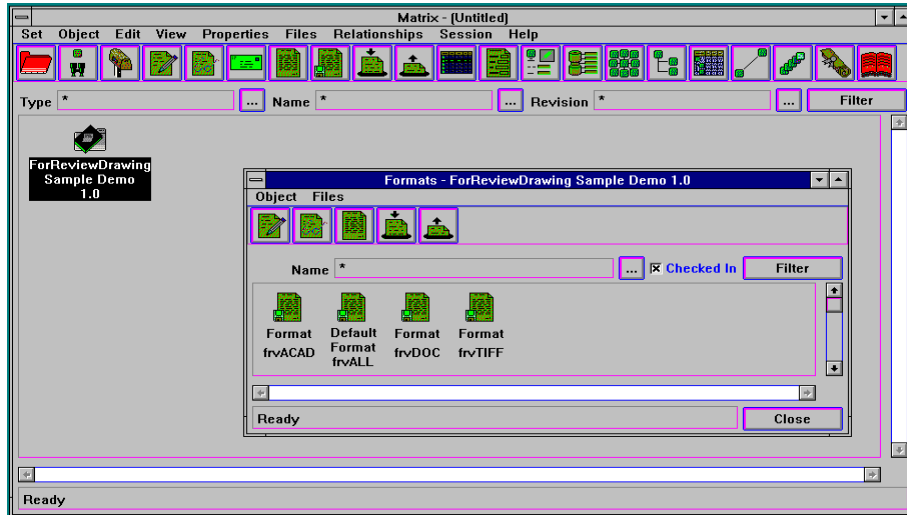 Matrix - (Untitled)
Set Object Edit View Properties Files Relationships Session Help
Type * ... Name * ... Revision * ... Filter
ForReviewDrawing
Sample Demo
1.0
Formats - ForReviewDrawing Sample Demo 1.0
Object Files
Name * ... Checked In Filter
Format Default Format Format
frvACAD Format frvDOC frvTIFF
frvALL
Ready Close
Ready